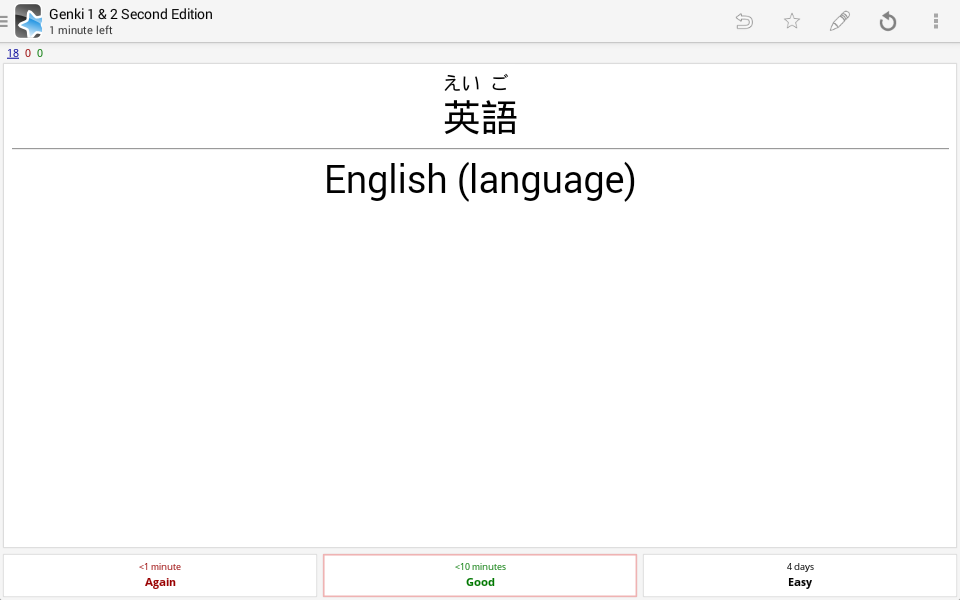 Genki 1 & 2 Second Edition
1 minute left
18 0 0
えい ご
英語
English (language)
<1 minute
Again
<10 minutes
Good
4 days
Easy